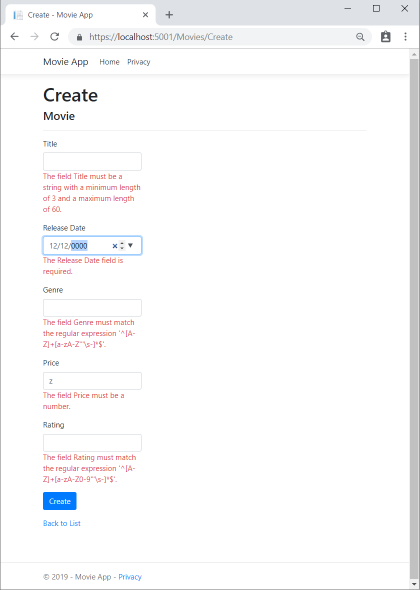 Create - Movie App
https://localhost:5001/Movies/Create
Movie App Home Privacy
Create
Movie
Title
The field Title must be a
string with a minimum length
of 3 and a maximum length
of 60.
Release Date
12/12/0000
The Release Date field is
required.
Genre
The field Genre must match
the regular expression '^[A-
Z]+[a-zA-Z""'\s-]*$'.
Price
z
The field Price must be a
number.
Rating
The field Rating must match
the regular expression '^[A-
Z]+[a-zA-Z0-9""'\s-]*$'.
Create
Back to List
© 2019 - Movie App - Privacy